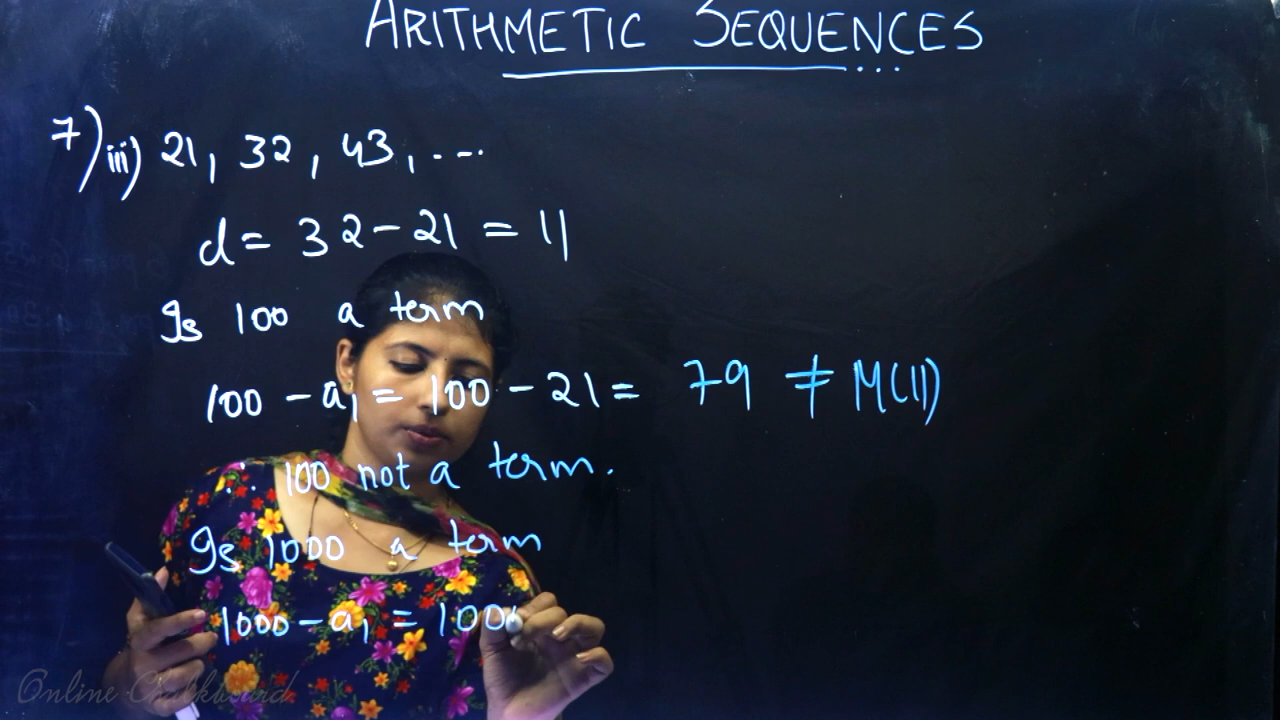 ARITHMETIC SEQUENCES
7) iii) 21, 32, 43, ...
d = 32 - 21 = 11
Is 100 a term
100 - a₁ = 100 - 21 = 79 ≠ M(11)
∴ 100 not a term.
Is 1000 a term
1000 - a₁ = 1000
Online Chalkboard